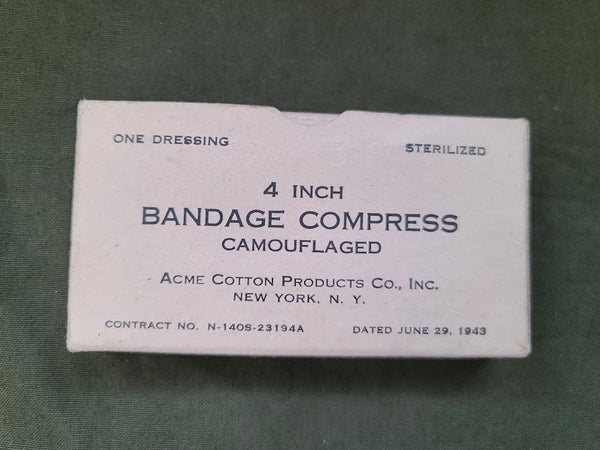 ONE DRESSING STERILIZED
4 INCH
BANDAGE COMPRESS
CAMOUFLAGED
ACME COTTON PRODUCTS CO., INC.
NEW YORK, N. Y.
CONTRACT NO. N-140S-23194A DATED JUNE 29, 1943